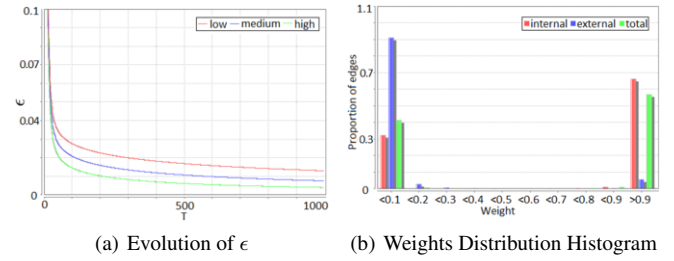 0.1
0.07
0.04
0
ϵ
low medium high
0 500 1000
T
(a) Evolution of ϵ
1.1
0.7
0.3
0
Proportion of edges
internal external total
<0.1 <0.2 <0.3 <0.4 <0.5 <0.6 <0.7 <0.8 <0.9 >0.9
Weight
(b) Weights Distribution Histogram